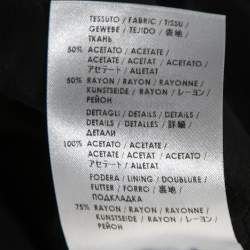 TESSUTO / FABRIC / TISSU /
GEWEBE / TEJIDO / 表地 /
ТКАНЬ
50% ACETATO / ACETATE /
ACETATE / ACETAT / ACETATO /
アセテート / АЦЕТАТ
50% RAYON / RAYON / RAYONNE /
KUNSTSEIDE / RAYON / レーヨン /
РЕЙОН
DETTAGLI / DETAILS / DETAILS /
DETAILS / DETALLES / 詳細 /
ДЕТАЛИ
100% ACETATO / ACETATE /
ACETATE / ACETAT / ACETATO
/ アセテート / АЦЕТАТ
FODERA / LINING / DOUBLURE /
FUTTER / FORRO / 裏地 /
ПОДКЛАДКА
75% RAYON / RAYON / RAYONNE /
KUNSTSEIDE / RAYON / レーヨン /
РЕЙОН